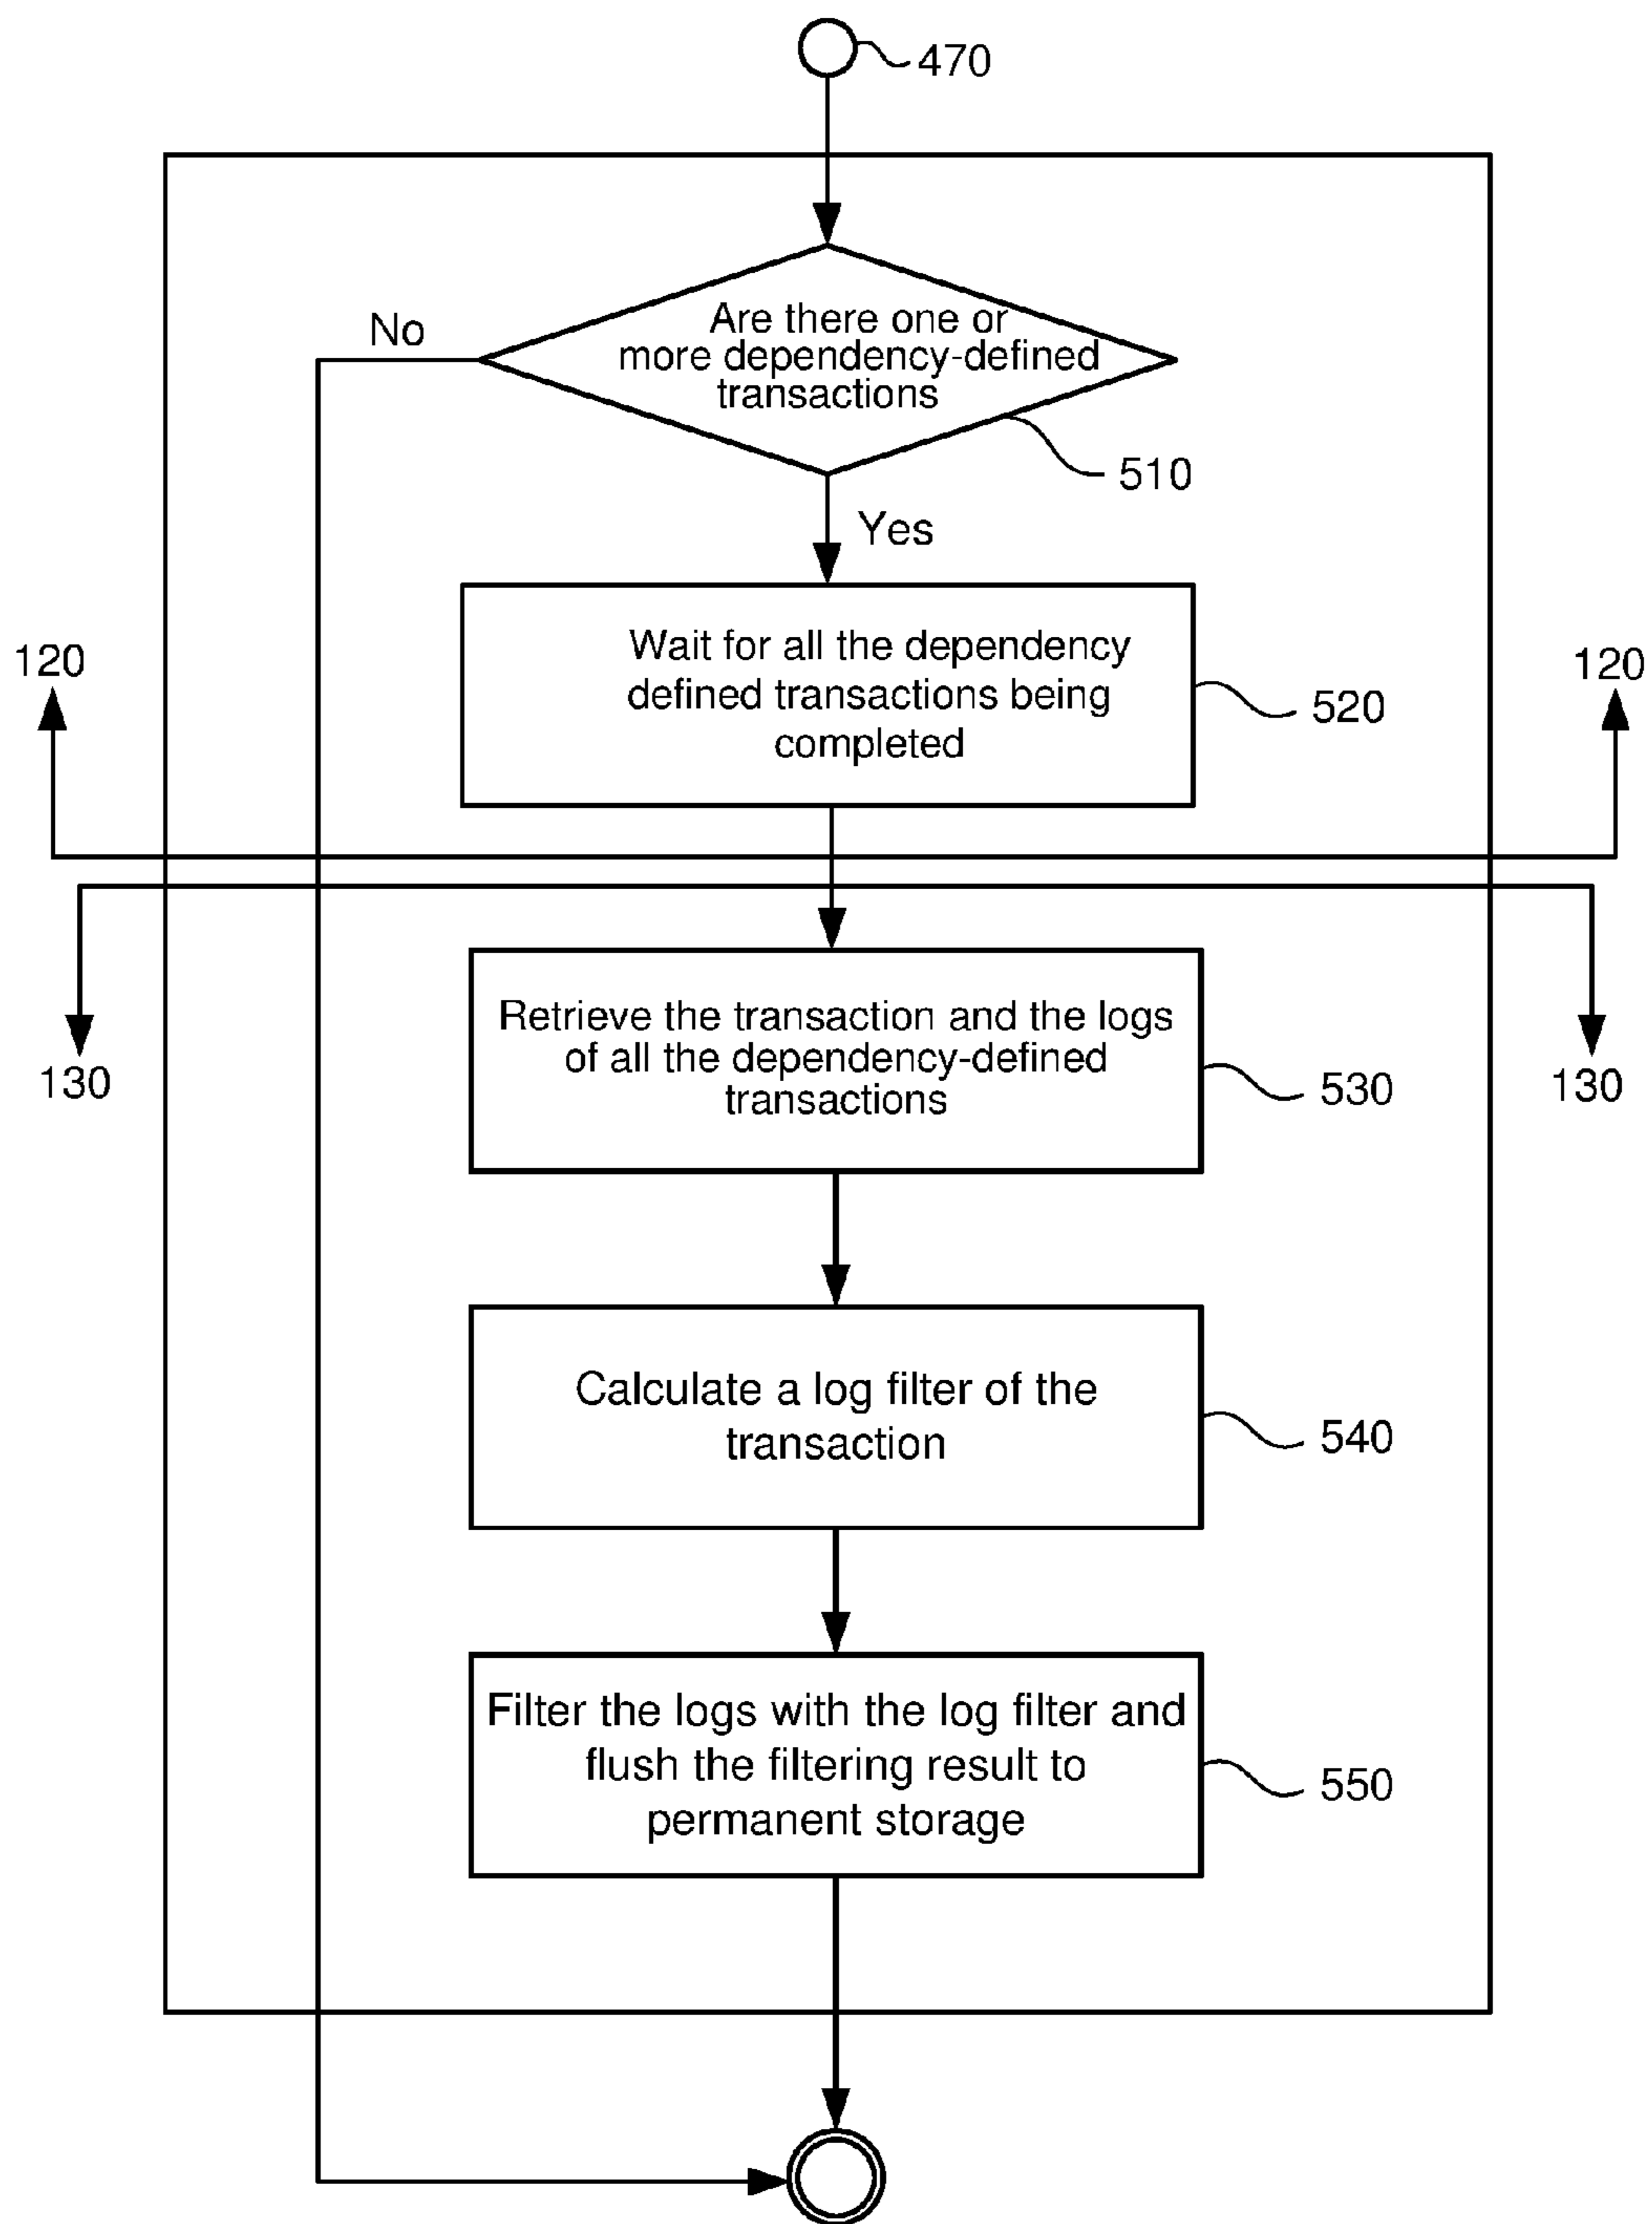 470
No
Are there one or
more dependency-defined
transactions
510
Yes
Wait for all the dependency
defined transactions being
completed
520
120
120
Retrieve the transaction and the logs
of all the dependency-defined
transactions
530
130
130
Calculate a log filter of the
transaction
540
Filter the logs with the log filter and
flush the filtering result to
permanent storage
550